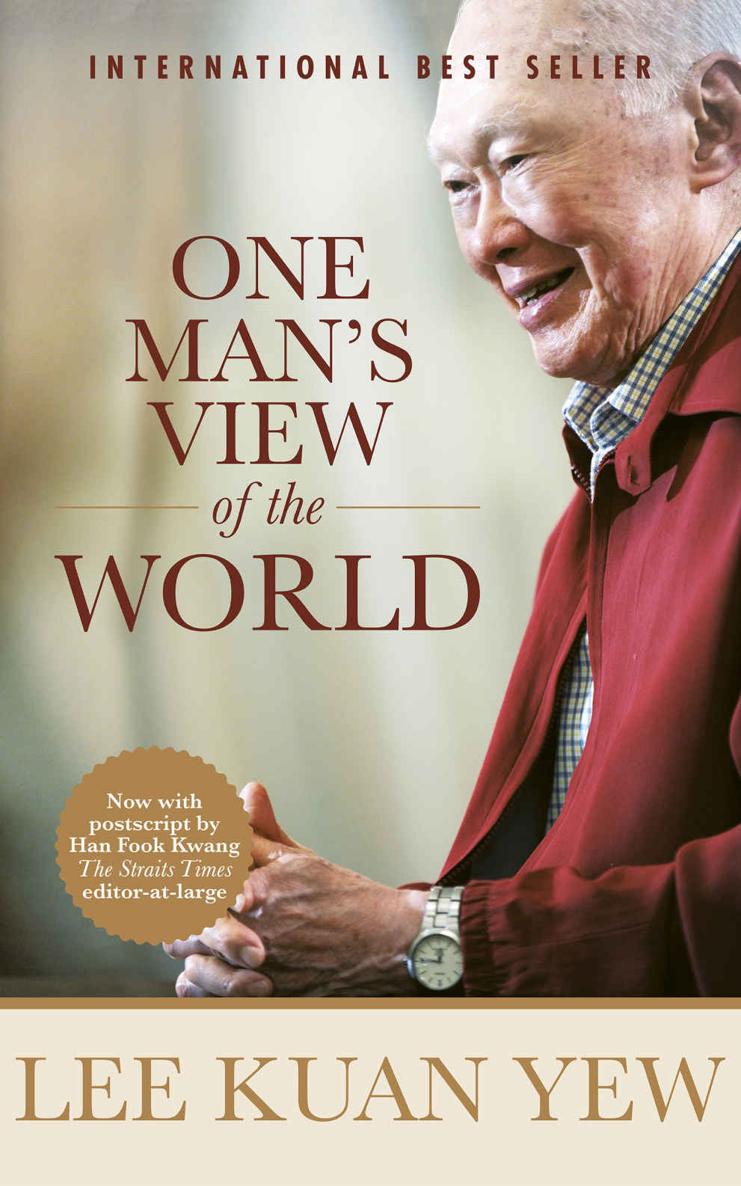 INTERNATIONAL BEST SELLER
ONE
MAN'S
VIEW
of the
WORLD
Now with
postscript by
Han Fook Kwang
The Straits Times
editor-at-large
LEE KUAN YEW